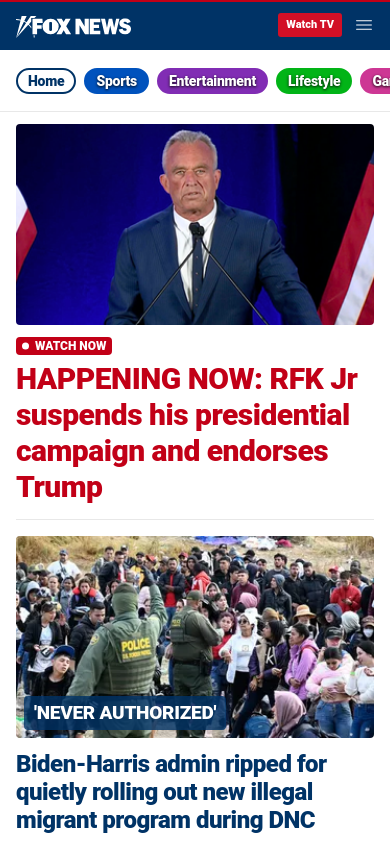 FOX NEWS
Watch TV
Home
Sports
Entertainment
Lifestyle
WATCH NOW
HAPPENING NOW: RFK Jr
suspends his presidential
campaign and endorses
Trump
POLICE
'NEVER AUTHORIZED'
Biden-Harris admin ripped for
quietly rolling out new illegal
migrant program during DNC